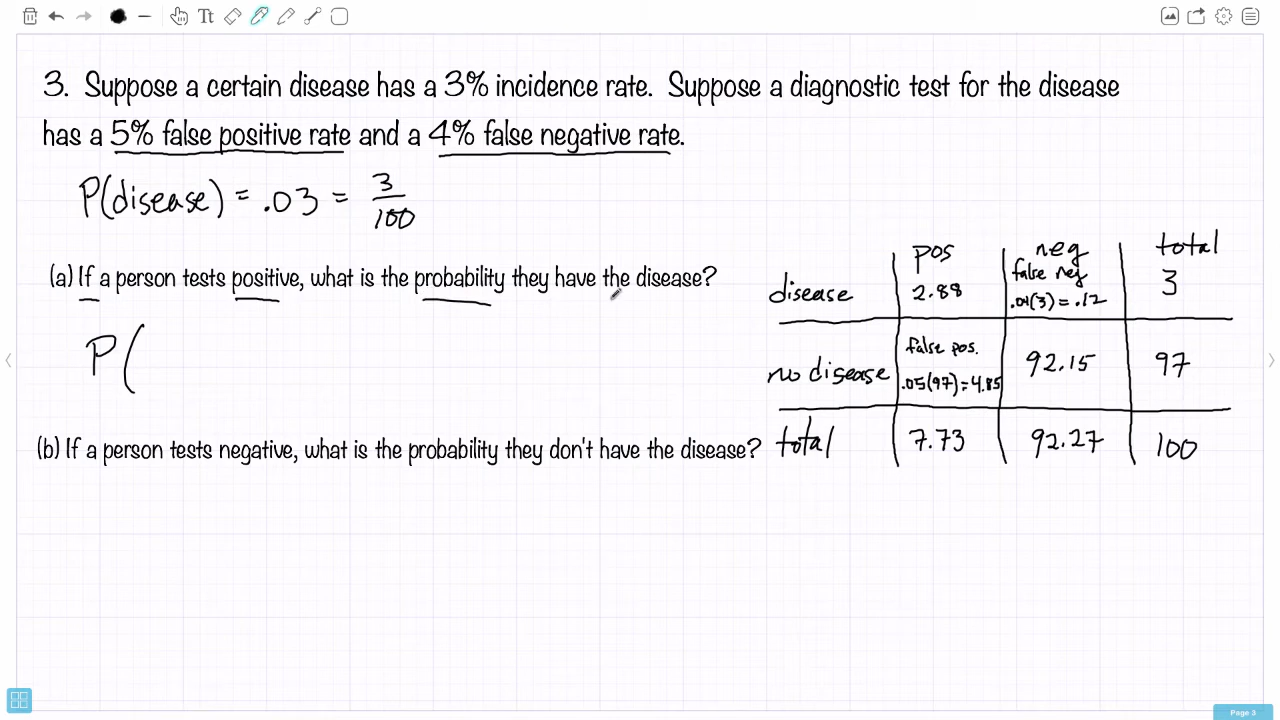 3. Suppose a certain disease has a 3% incidence rate. Suppose a diagnostic test for the disease
has a 5% false positive rate and a 4% false negative rate.
P(disease) = .03 = 3/100
(a) If a person tests positive, what is the probability they have the disease?
P(
(b) If a person tests negative, what is the probability they don't have the disease?
pos neg total
disease 2.88 false neg .04(3) = .12 3
no disease false pos. .05(97) = 4.85 92.15 97
total 7.73 92.27 100
Tt
Page 3